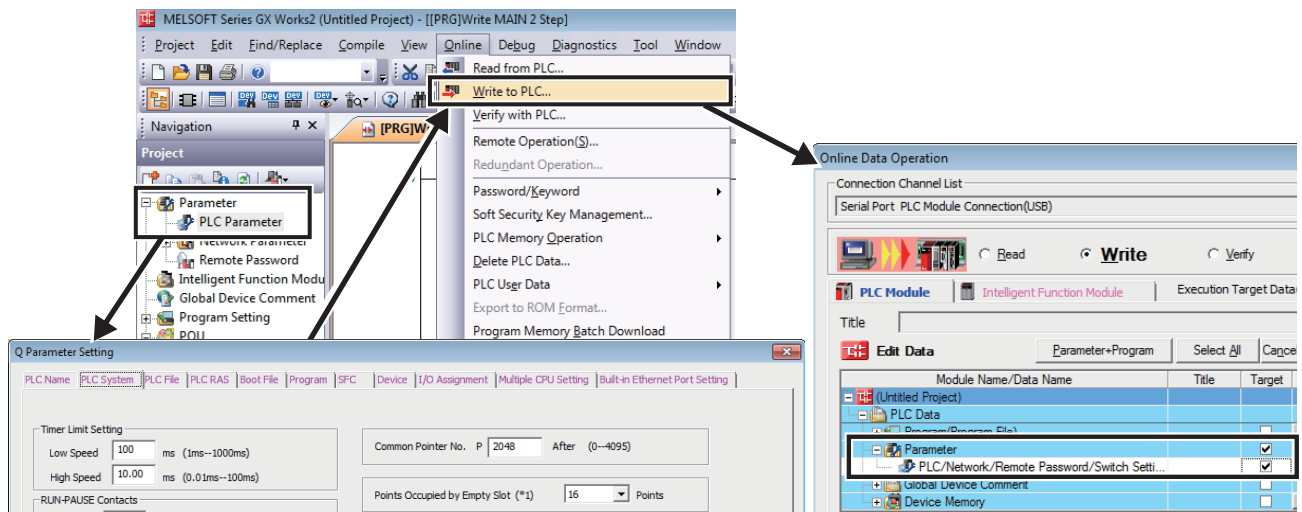 MELSOFT Series GX Works2 (Untitled Project) - [[PRG]Write MAIN 2 Step]
Project Edit Find/Replace Compile View Online Debug Diagnostics Tool Window
Navigation
[PRG]W
Project
Parameter
PLC Parameter
Network Parameter
Remote Password
Intelligent Function Modu
Global Device Comment
Program Setting
POU
Read from PLC...
Write to PLC...
Verify with PLC...
Remote Operation(S)...
Redundant Operation...
Password/Keyword
Soft Security Key Management...
PLC Memory Operation
Delete PLC Data...
PLC User Data
Export to ROM Format...
Program Memory Batch Download
Q Parameter Setting
PLC Name PLC System PLC File PLC RAS Boot File Program SFC Device I/O Assignment Multiple CPU Setting Built-in Ethernet Port Setting
Timer Limit Setting
Low Speed 100 ms (1ms--1000ms)
High Speed 10.00 ms (0.01ms--100ms)
RUN-PAUSE Contacts
Common Pointer No. P 2048 After (0--4095)
Points Occupied by Empty Slot (*1) 16 Points
Online Data Operation
Connection Channel List
Serial Port PLC Module Connection(USB)
Read Write Verify
PLC Module Intelligent Function Module Execution Target Data
Title
Edit Data Parameter+Program Select All Cancel
Module Name/Data Name Title Target
(Untitled Project)
PLC Data
Program(Program File)
Parameter
PLC/Network/Remote Password/Switch Setti...
Global Device Comment
Device Memory